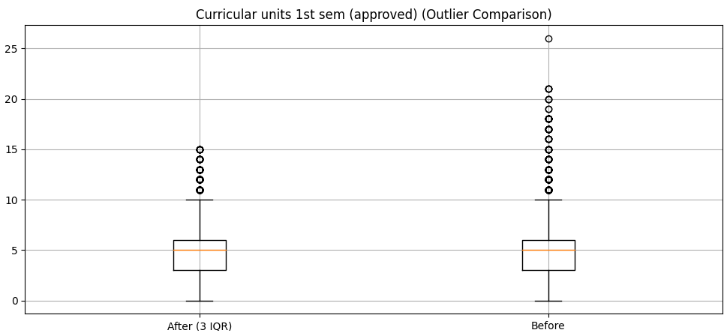 Curricular units 1st sem (approved) (Outlier Comparison)
25
20
15
10
5
0
After (3 IQR)
Before